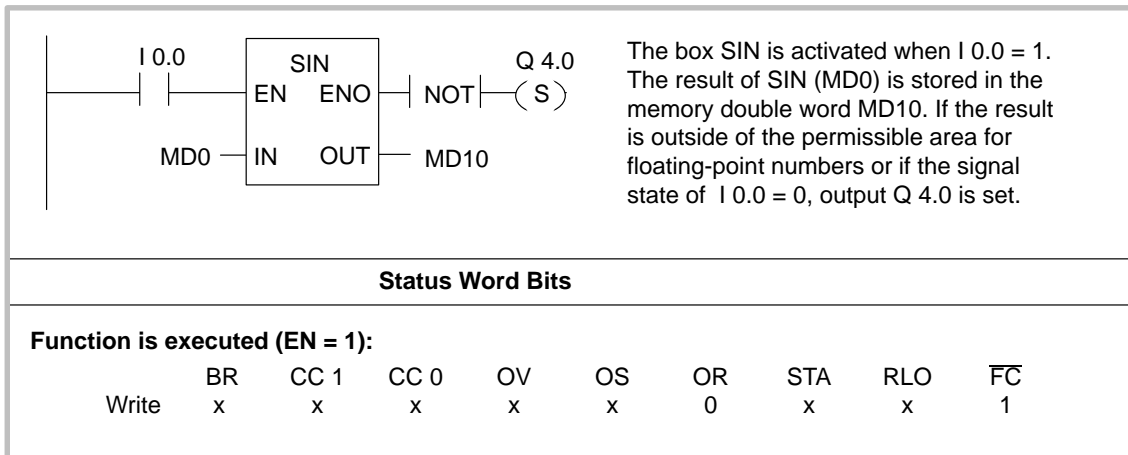 I 0.0
SIN
Q 4.0
EN ENO NOT ( S )
MD0 IN OUT MD10
The box SIN is activated when I 0.0 = 1.
The result of SIN (MD0) is stored in the
memory double word MD10. If the result
is outside of the permissible area for
floating-point numbers or if the signal
state of I 0.0 = 0, output Q 4.0 is set.
Status Word Bits
Function is executed (EN = 1):
BR CC 1 CC 0 OV OS OR STA RLO F̅C̅
Write x x x x x 0 x x 1